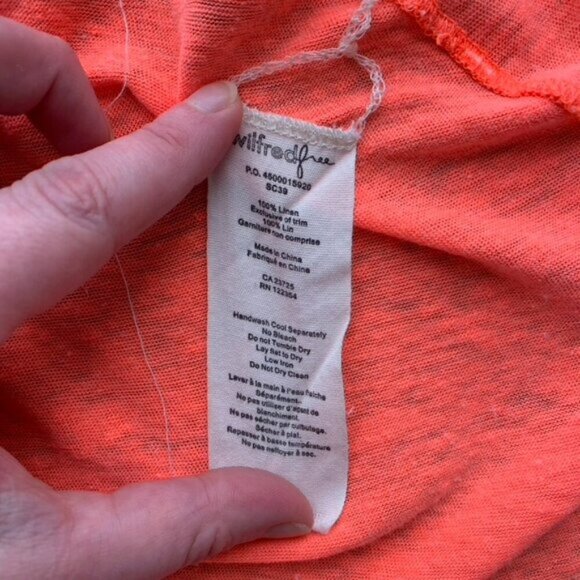 wilfredfree
P.O. 4500015920
SC39
100% Linen
Exclusive of trim
100% Lin
Garniture non comprise
Made in China
Fabriqué en China
CA 23725
RN 122364
Handwash Cool Separately
No Bleach
Do not Tumble Dry
Lay flat to Dry
Low Iron
Do Not Dry Clean
Laver à la main à l'eau fraîche
Séparément.
Ne pas utiliser d'agent de
blanchiment.
Ne pas sécher par culbutage.
Sécher à plat.
Repasser à basse température
Ne pas nettoyer à sec.